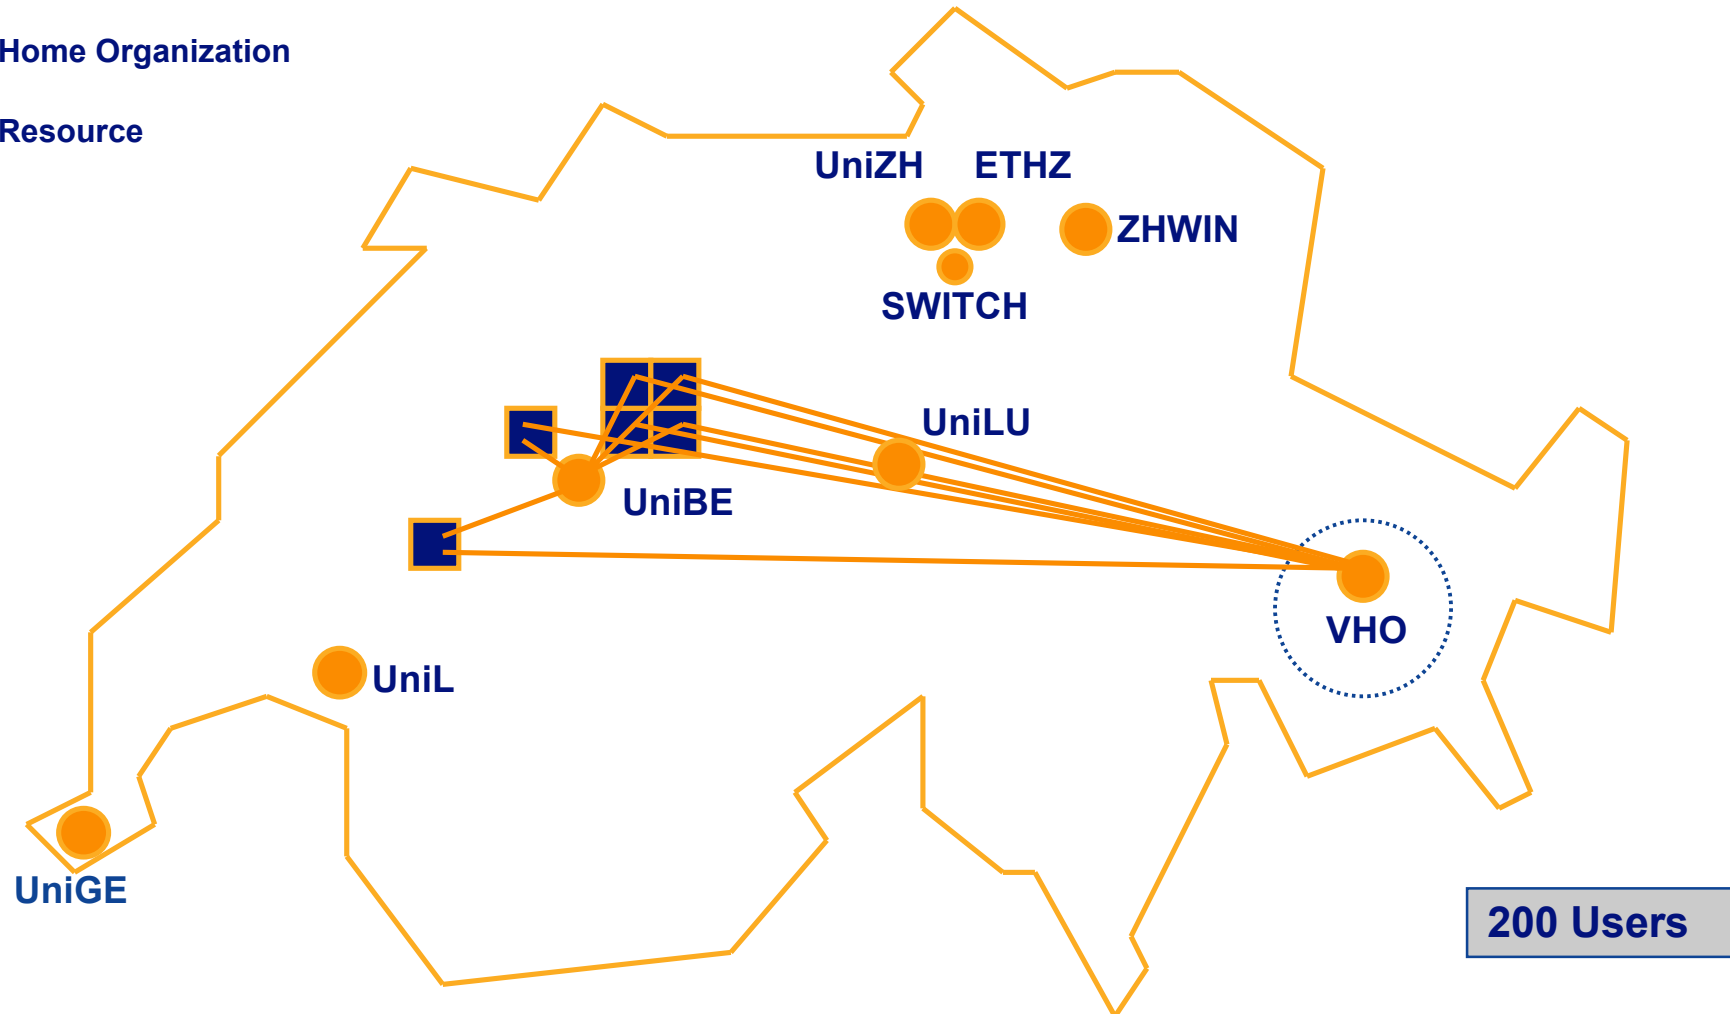 Home Organization
Resource
UniZH ETHZ
ZHWIN
SWITCH
UniLU
UniBE
VHO
UniL
UniGE
200 Users